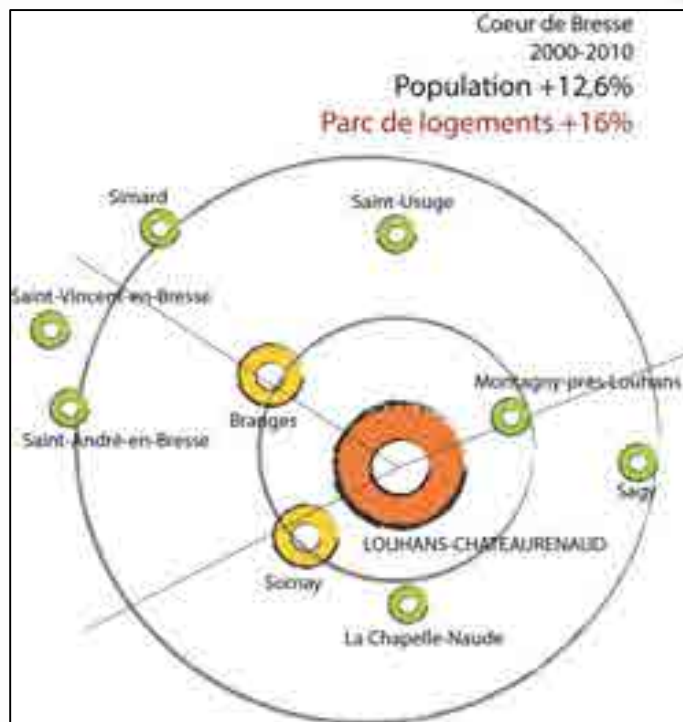 Coeur de Bresse
2000-2010
Population +12,6%
Parc de logements +16%
Simard
Saint-Usuge
Saint-Vincent-en-Bresse
Montagny-près-Louhans
Branges
Saint-André-en-Bresse
Sagy
LOUHANS-CHATEAURENAUD
Sornay
La Chapelle-Naude